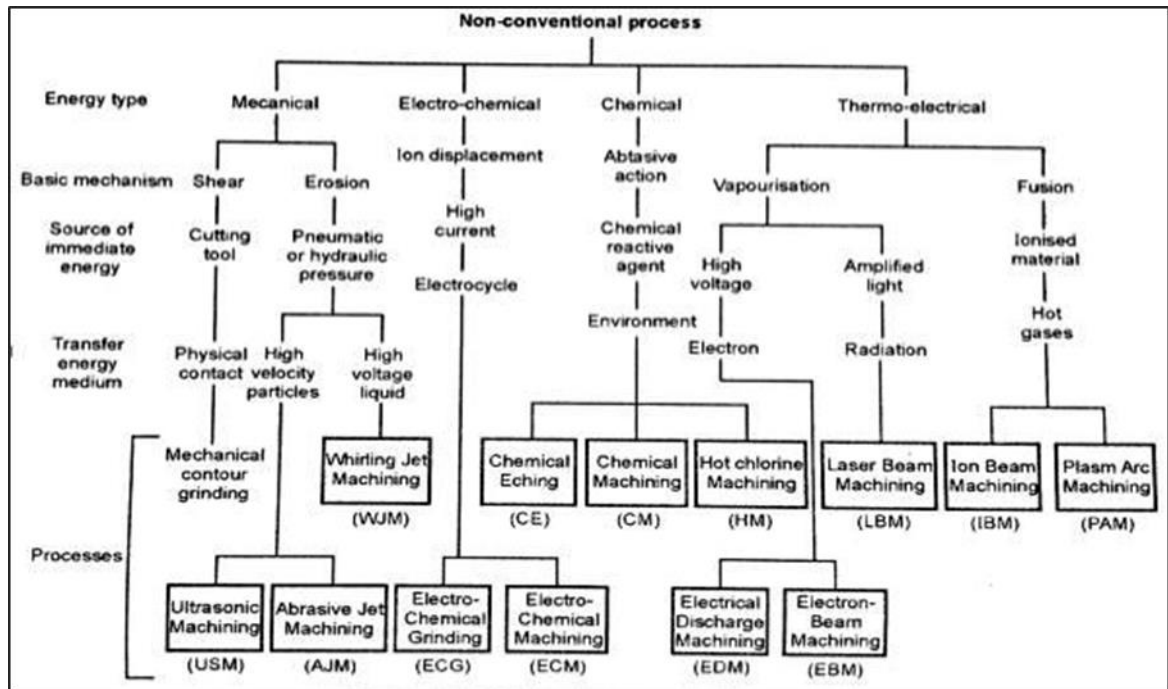 Non-conventional process
Energy type
Mecanical
Electro-chemical
Chemical
Thermo-electrical
Ion displacement
Abtasive
action
Basic mechanism
Shear
Erosion
Vapourisation
Fusion
Source of
immediate
energy
Cutting
tool
Pneumatic
or hydraulic
pressure
High
current
Chemical
reactive
agent
High
voltage
Amplified
light
Ionised
material
Electrocycle
Environment
Hot
gases
Transfer
energy
medium
Physical
contact
High
velocity
particles
High
voltage
liquid
Electron
Radiation
Processes
Mechanical
contour
grinding
Whirling Jet
Machining
(WJM)
Chemical
Eching
(CE)
Chemical
Machining
(CM)
Hot chlorine
Machining
(HM)
Laser Beam
Machining
(LBM)
Ion Beam
Machining
(IBM)
Plasm Arc
Machining
(PAM)
Ultrasonic
Machining
(USM)
Abrasive Jet
Machining
(AJM)
Electro-
Chemical
Grinding
(ECG)
Electro-
Chemical
Machining
(ECM)
Electrical
Discharge
Machining
(EDM)
Electron-
Beam
Machining
(EBM)